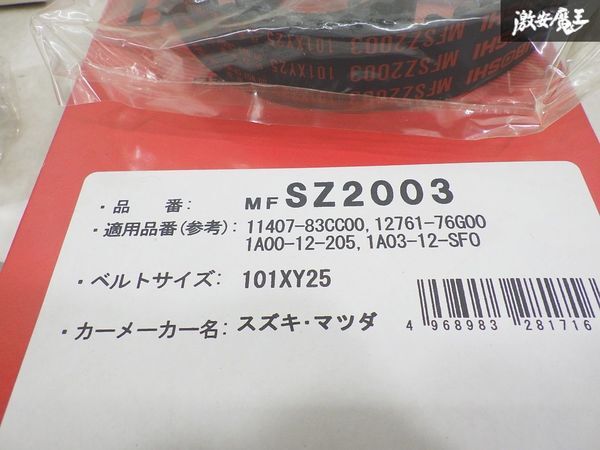 激安魔王
BOSHI
MFSZ2003 101XY25
・品　番: MF SZ2003
・適用品番(参考): 11407-83CC00, 12761-76G00
1A00-12-205, 1A03-12-SF0
・ベルトサイズ: 101XY25
・カーメーカー名: スズキ・マツダ
4 968983 281716